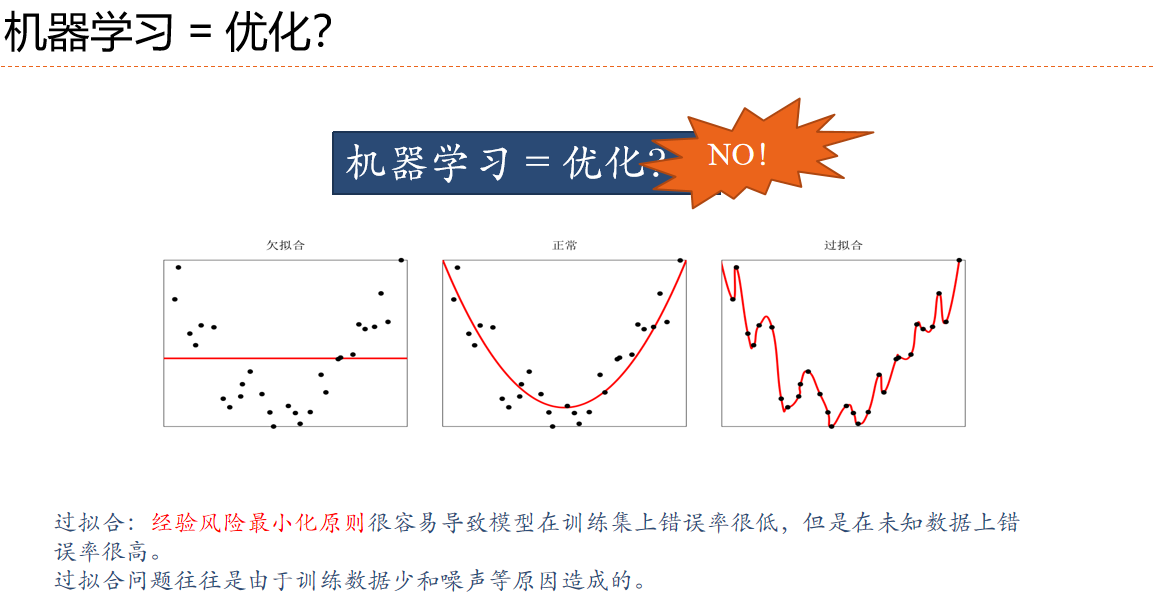 机器学习 = 优化？
机器学习 = 优化？
NO！
欠拟合
正常
过拟合
过拟合：经验风险最小化原则很容易导致模型在训练集上错误率很低，但是在未知数据上错
误率很高。
过拟合问题往往是由于训练数据少和噪声等原因造成的。